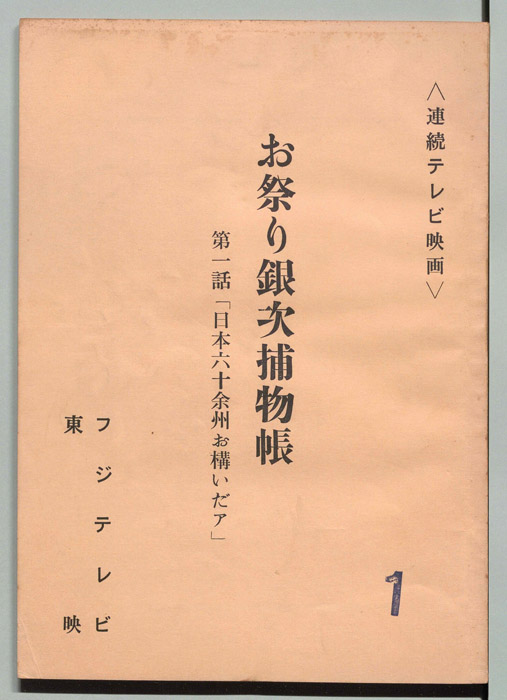 〈連続テレビ映画〉
お祭り銀次捕物帳
第一話「日本六十余州お構いだァ」
フジテレビ
東映
1